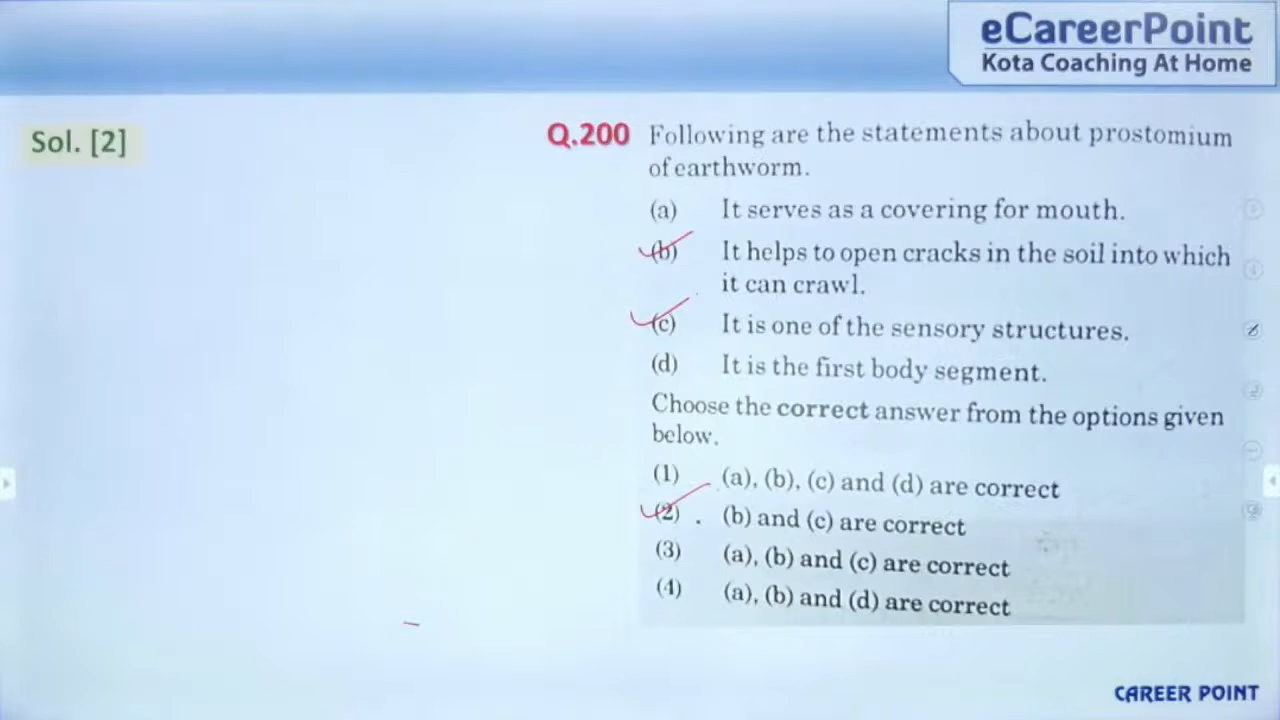 eCareerPoint
Kota Coaching At Home
Sol. [2]
Q.200 Following are the statements about prostomium
of earthworm.
(a) It serves as a covering for mouth.
(b) It helps to open cracks in the soil into which
it can crawl.
(c) It is one of the sensory structures.
(d) It is the first body segment.
Choose the correct answer from the options given
below.
(1) (a), (b), (c) and (d) are correct
(2) (b) and (c) are correct
(3) (a), (b) and (c) are correct
(4) (a), (b) and (d) are correct
CAREER POINT